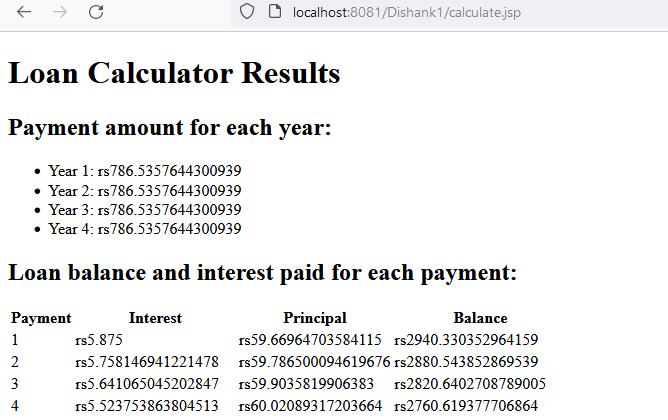 localhost:8081/Dishank1/calculate.jsp
Loan Calculator Results
Payment amount for each year:
• Year 1: rs786.5357644300939
• Year 2: rs786.5357644300939
• Year 3: rs786.5357644300939
• Year 4: rs786.5357644300939
Loan balance and interest paid for each payment:
Payment Interest Principal Balance
1 rs5.875 rs59.66964703584115 rs2940.330352964159
2 rs5.758146941221478 rs59.786500094619676 rs2880.543852869539
3 rs5.641065045202847 rs59.9035819906383 rs2820.6402708789005
4 rs5.523753863804513 rs60.02089317203664 rs2760.619377706864